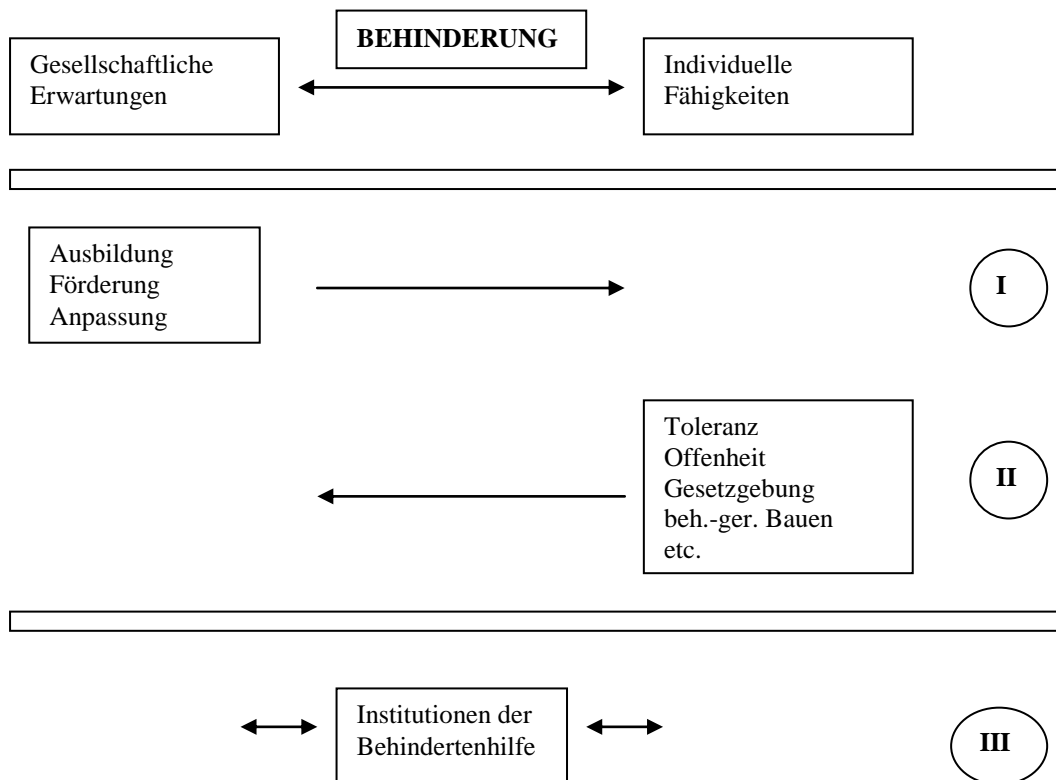 BEHINDERUNG
Gesellschaftliche
Erwartungen
Individuelle
Fähigkeiten
Ausbildung
Förderung
Anpassung
I
Toleranz
Offenheit
Gesetzgebung
beh.-ger. Bauen
etc.
II
Institutionen der
Behindertenhilfe
III